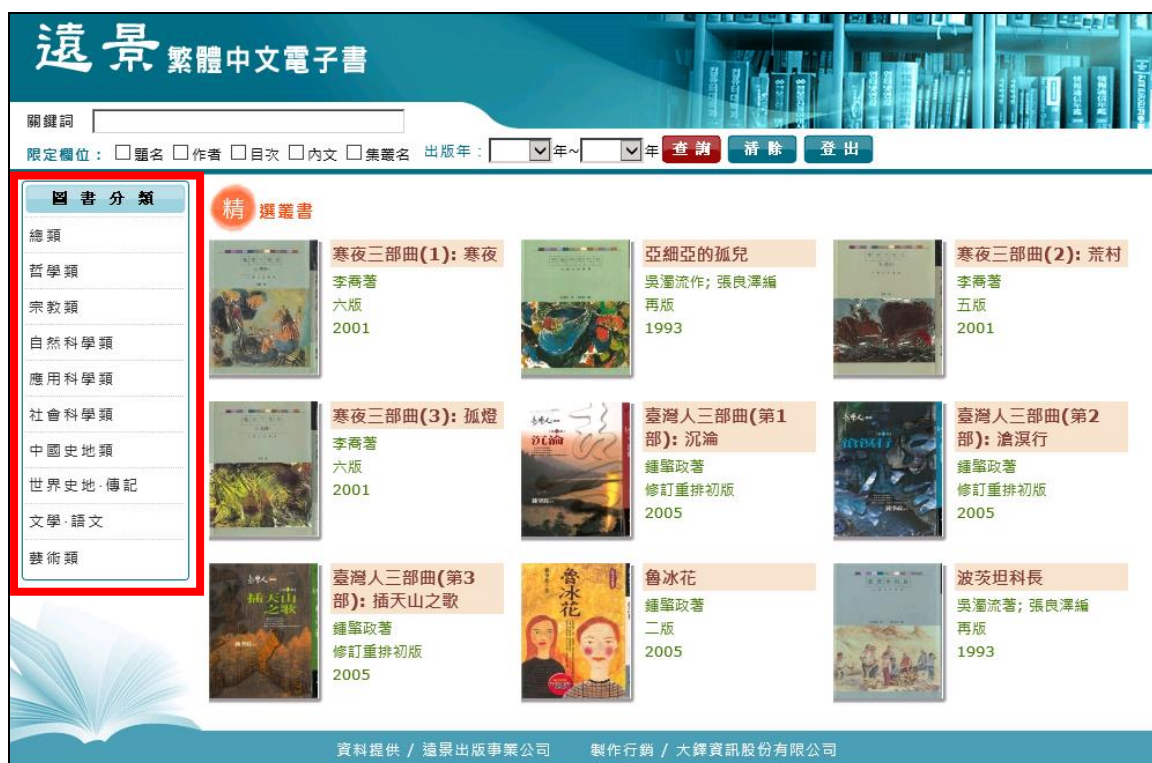 遠景 繁體中文電子書
關鍵詞
限定欄位： 題名 作者 目次 內文 集叢名 出版年： 年~ 年 查詢 清除 登出
圖書分類
總類
哲學類
宗教類
自然科學類
應用科學類
社會科學類
中國史地類
世界史地·傳記
文學·語文
藝術類
精選叢書
寒夜三部曲(1): 寒夜
李喬著
六版
2001
亞細亞的孤兒
吳濁流作; 張良澤編
再版
1993
寒夜三部曲(2): 荒村
李喬著
五版
2001
寒夜三部曲(3): 孤燈
李喬著
六版
2001
沉淪
臺灣人三部曲(第1
部): 沉淪
鍾肇政著
修訂重排初版
2005
滄溟行
臺灣人三部曲(第2
部): 滄溟行
鍾肇政著
修訂重排初版
2005
插天山
之歌
臺灣人三部曲(第3
部): 插天山之歌
鍾肇政著
修訂重排初版
2005
魯冰花
魯冰花
鍾肇政著
二版
2005
波茨坦科長
吳濁流著; 張良澤編
再版
1993
資料提供 / 遠景出版事業公司 製作行銷 / 大鐸資訊股份有限公司